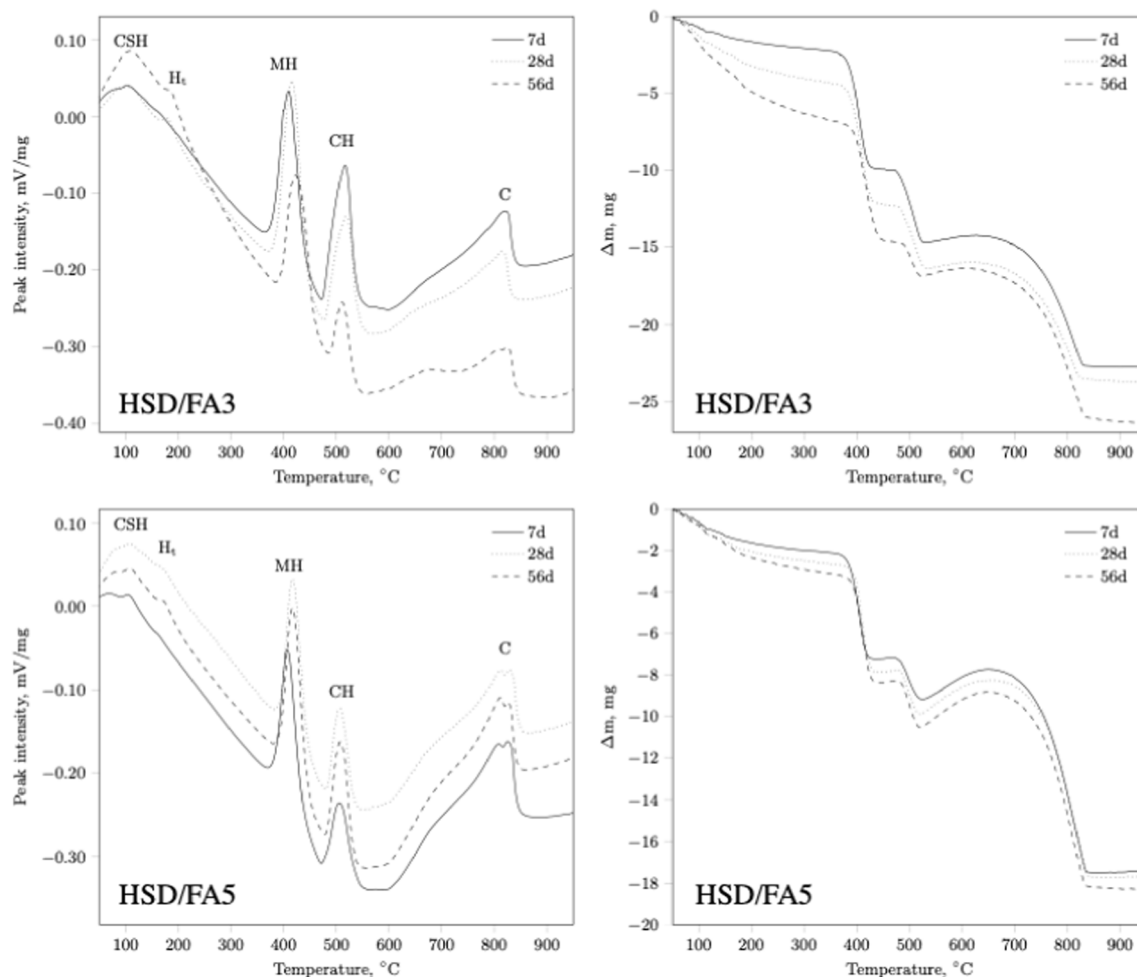 0.10
0.00
−0.10
−0.20
−0.30
−0.40
Peak intensity, mV/mg
CSH
Hₜ
MH
CH
C
7d
28d
56d
HSD/FA3
100 200 300 400 500 600 700 800 900
Temperature, °C
0
−5
−10
−15
−20
−25
Δm, mg
7d
28d
56d
HSD/FA3
100 200 300 400 500 600 700 800 900
Temperature, °C
0.10
0.00
−0.10
−0.20
−0.30
Peak intensity, mV/mg
CSH
Hₜ
MH
CH
C
7d
28d
56d
HSD/FA5
100 200 300 400 500 600 700 800 900
Temperature, °C
0
−2
−4
−6
−8
−10
−12
−14
−16
−18
20
Δm, mg
7d
28d
56d
HSD/FA5
100 200 300 400 500 600 700 800 900
Temperature, °C